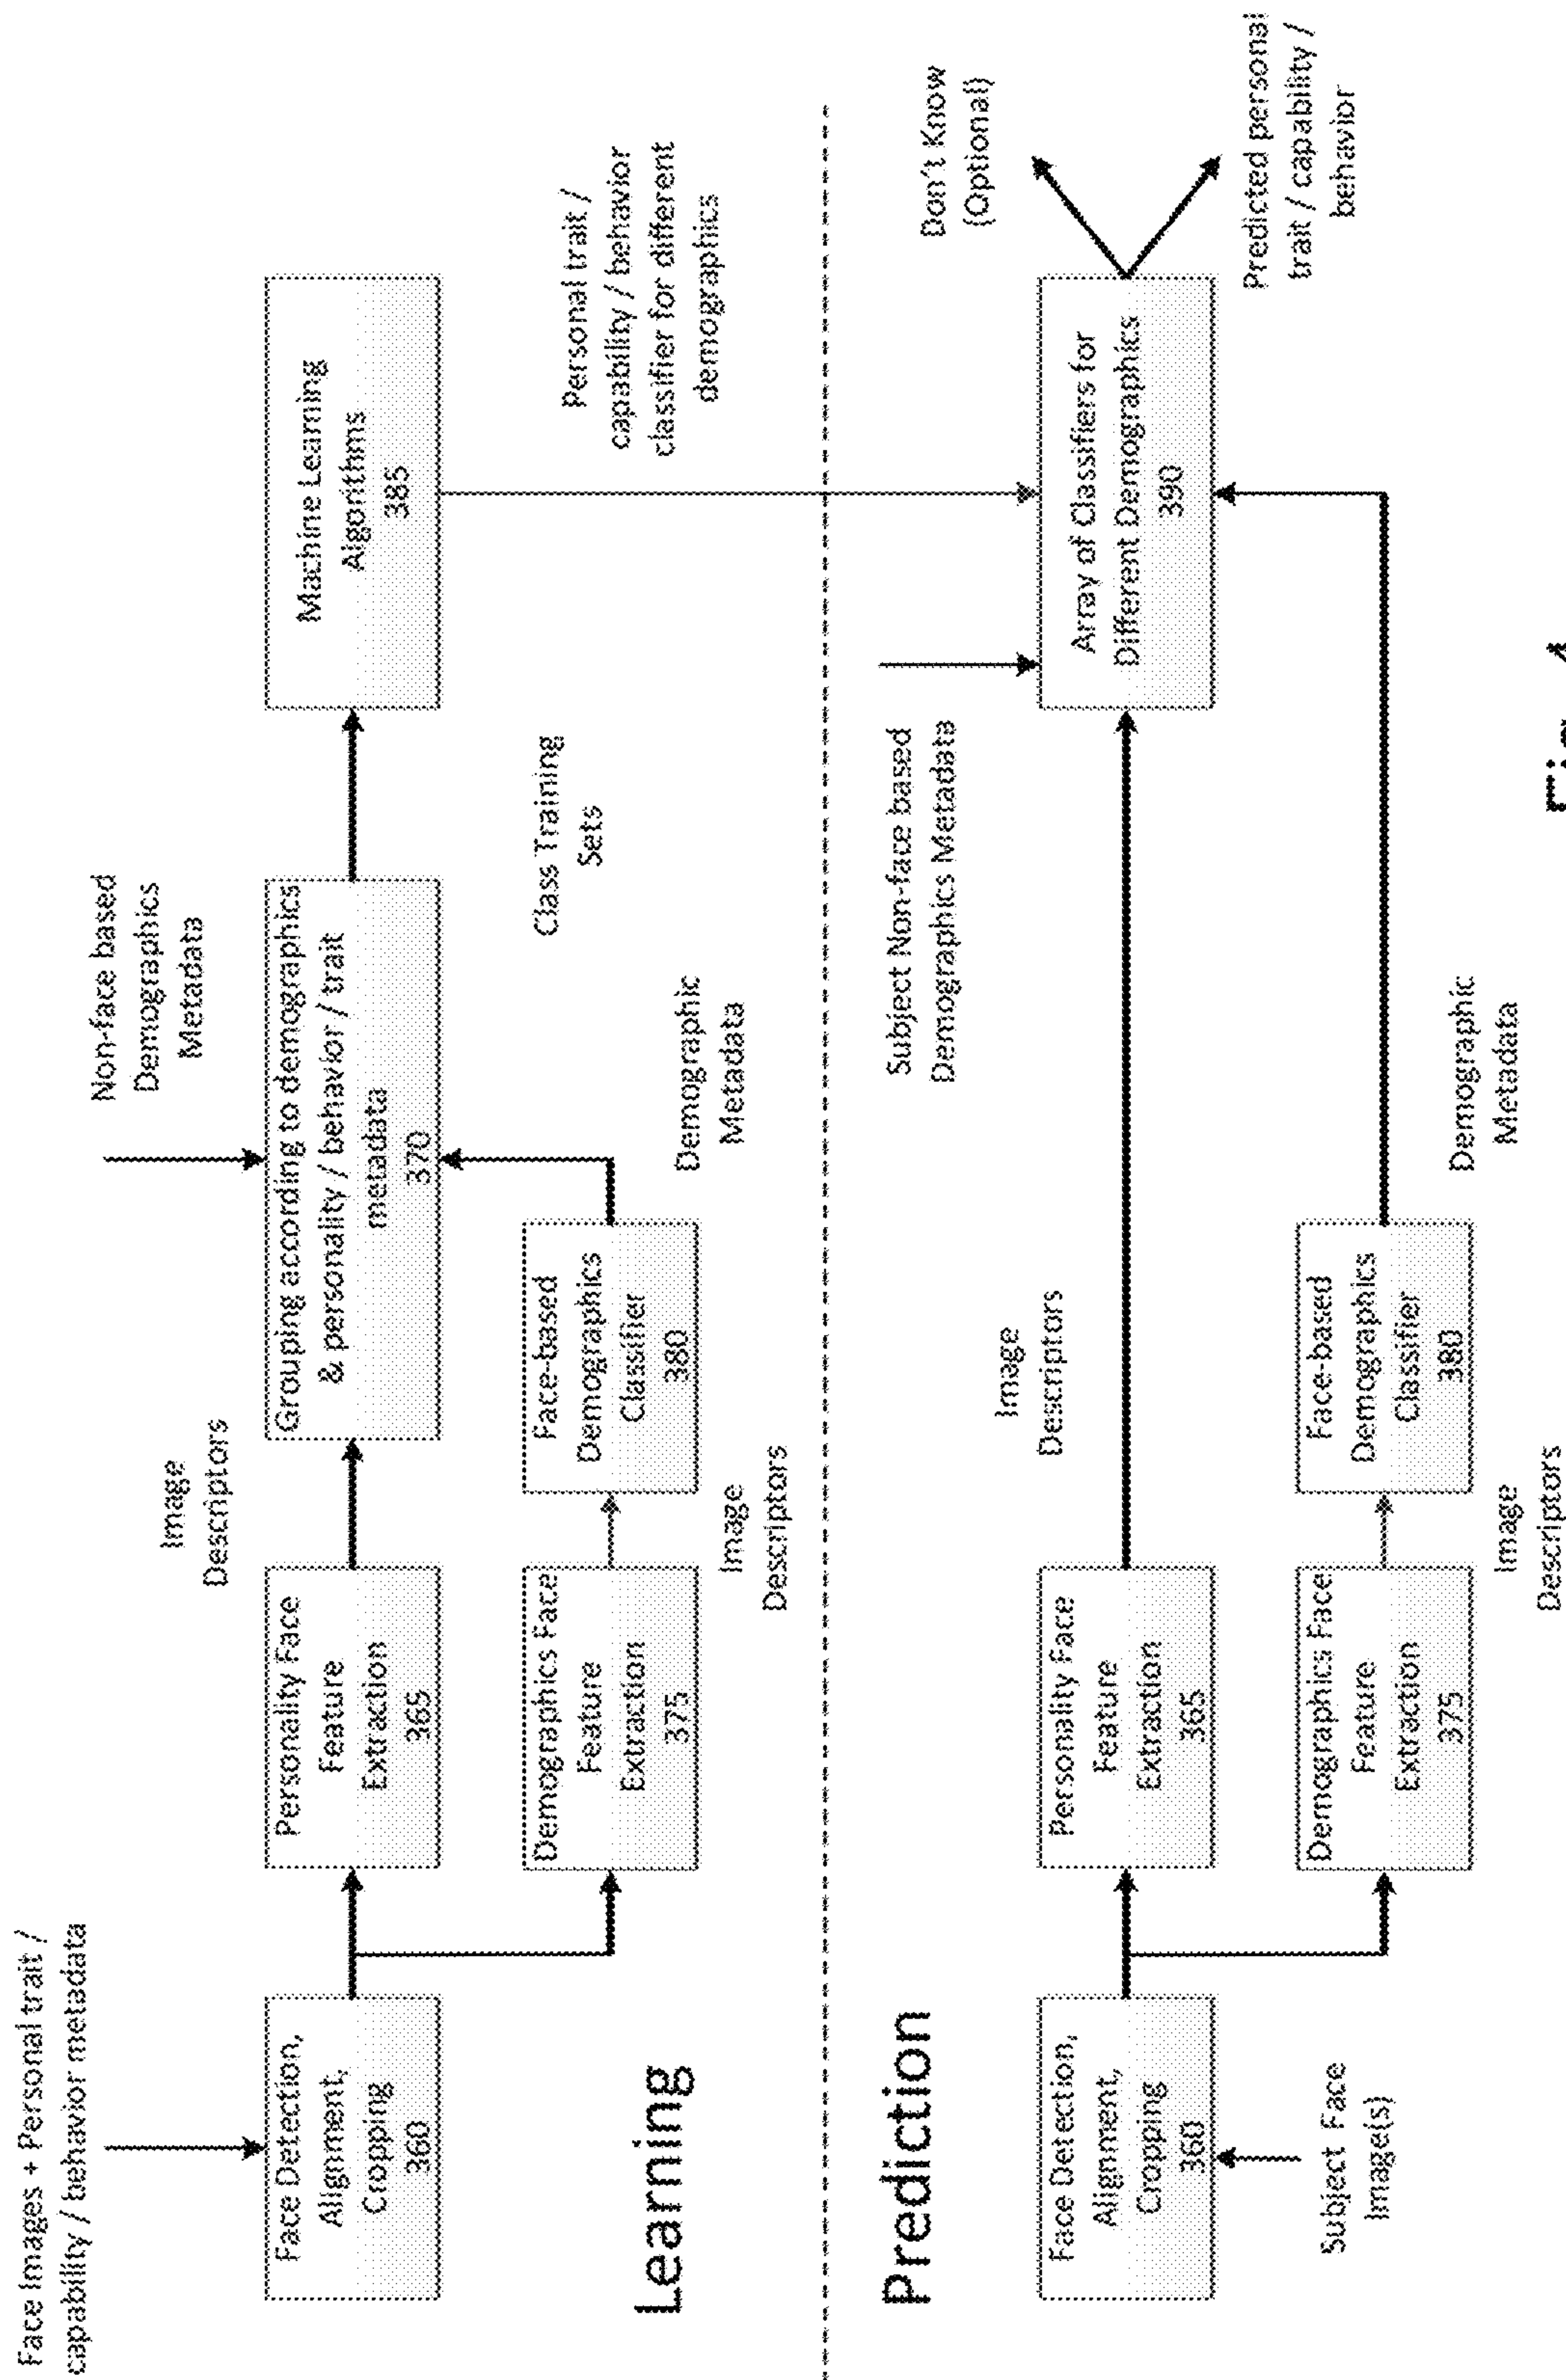 Face Images + Personal trait /
capability / behavior metadata
Face Detection,
Alignment,
Cropping
360
Personality Face
Feature
Extraction
365
Image
Descriptors
Grouping according to demographics
& personality / behavior / trait
metadata
370
Non-face based
Demographics
Metadata
Machine Learning
Algorithms
385
Demographics Face
Feature
Extraction
375
Image
Descriptors
Face-based
Demographics
Classifier
380
Demographic
Metadata
Class Training
Sets
Personal trait /
capability / behavior
classifier for different
demographics
Learning
Prediction
Subject Face
Image(s)
Face Detection,
Alignment,
Cropping
360
Personality Face
Feature
Extraction
365
Image
Descriptors
Subject Non-face based
Demographics Metadata
Array of Classifiers for
Different Demographics
390
Don't Know
(Optional)
Predicted personal
trait / capability /
behavior
Demographics Face
Feature
Extraction
375
Image
Descriptors
Face-based
Demographics
Classifier
380
Demographic
Metadata